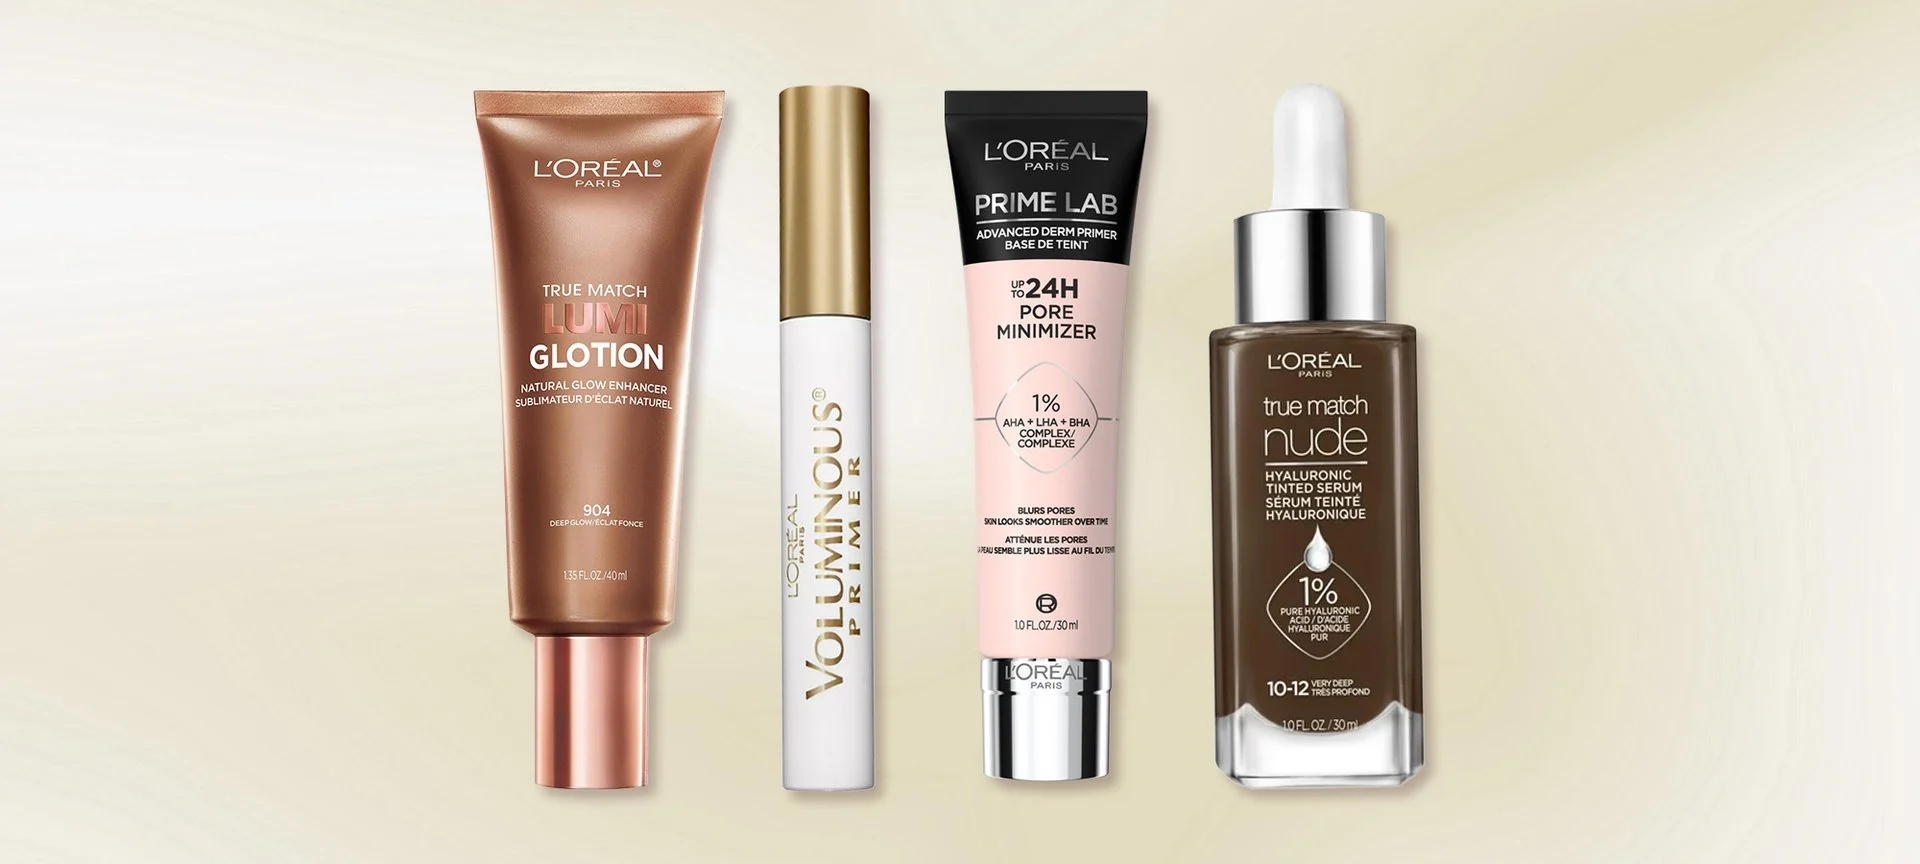 L'ORÉAL®
PARIS
TRUE MATCH
LUMI
GLOTION
NATURAL GLOW ENHANCER
SUBLIMATEUR D'ÉCLAT NATUREL
904
DEEP GLOW/ÉCLAT FONCE
1.35 FL.OZ./40ml
L'ORÉAL
PARIS
VOLUMINOUS®
PRIMER
L'ORÉAL
PARIS
PRIME LAB
ADVANCED DERM PRIMER
BASE DE TEINT
UP TO 24H
PORE
MINIMIZER
1%
AHA + LHA + BHA
COMPLEX/
COMPLEXE
BLURS PORES
SKIN LOOKS SMOOTHER OVER TIME
ATTÉNUE LES PORES
PEAU SEMBLE PLUS LISSE AU FIL DU
1.0 FL.OZ./30 ml
L'ORÉAL
PARIS
L'ORÉAL
PARIS
true match
nude
HYALURONIC
TINTED SERUM
SÉRUM TEINTÉ
HYALURONIQUE
1%
PURE HYALURONIC
ACID / D'ACIDE
HYALURONIQUE
PUR
10-12 VERY DEEP
TRÈS PROFOND
1.0 FL. OZ. / 30 ml